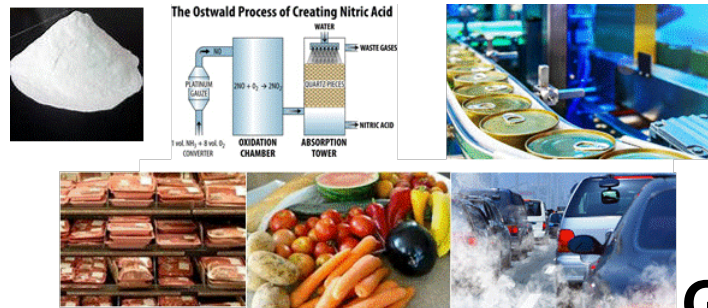 The Ostwald Process of Creating Nitric Acid
WATER
NO
WASTE GASES
PLATINUM
GAUZE
2NO + O₂ → 2NO₂
QUARTZ PIECES
NITRIC ACID
1 vol. NH₃ + 8 vol. O₂
CONVERTER
OXIDATION
CHAMBER
ABSORPTION
TOWER